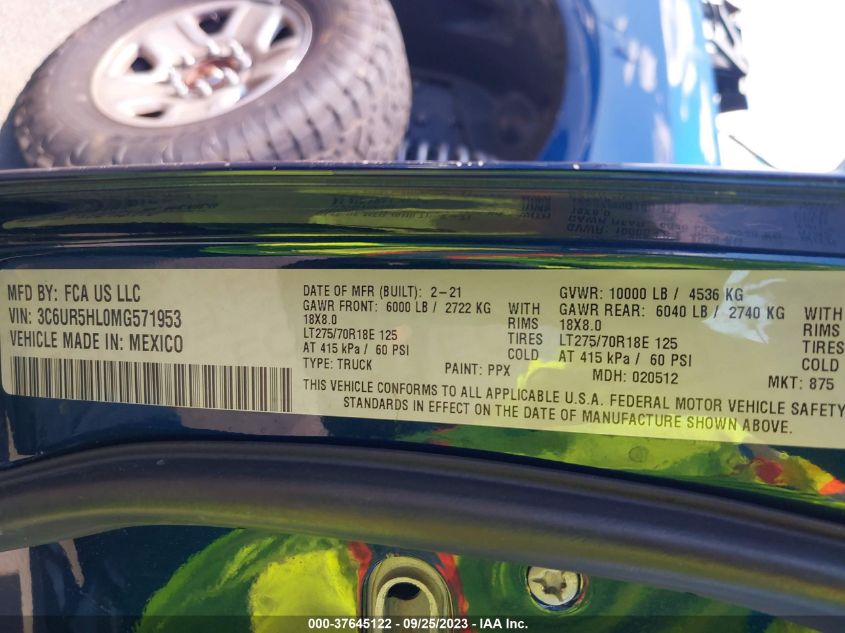 MFD BY: FCA US LLC
VIN: 3C6UR5HL0MG571953
VEHICLE MADE IN: MEXICO
DATE OF MFR (BUILT): 2-21
GAWR FRONT: 6000 LB / 2722 KG WITH
18X8.0 RIMS
LT275/70R18E 125 TIRES
AT 415 kPa / 60 PSI COLD
TYPE: TRUCK PAINT: PPX
GVWR: 10000 LB / 4536 KG
GAWR REAR: 6040 LB / 2740 KG WITH
18X8.0 RIMS
LT275/70R18E 125 TIRES
AT 415 kPa / 60 PSI COLD
MDH: 020512 MKT: 875
THIS VEHICLE CONFORMS TO ALL APPLICABLE U.S.A. FEDERAL MOTOR VEHICLE SAFETY
STANDARDS IN EFFECT ON THE DATE OF MANUFACTURE SHOWN ABOVE.
000-37645122 - 09/25/2023 - IAA Inc.